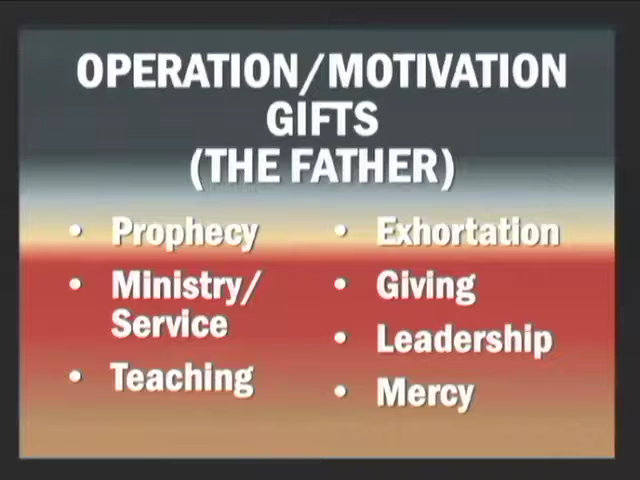 OPERATION/MOTIVATION
GIFTS
(THE FATHER)
• Prophecy
• Ministry/
Service
• Teaching
• Exhortation
• Giving
• Leadership
• Mercy